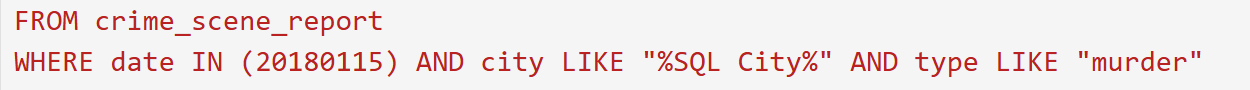 FROM crime_scene_report
WHERE date IN (20180115) AND city LIKE "%SQL City%" AND type LIKE "murder"